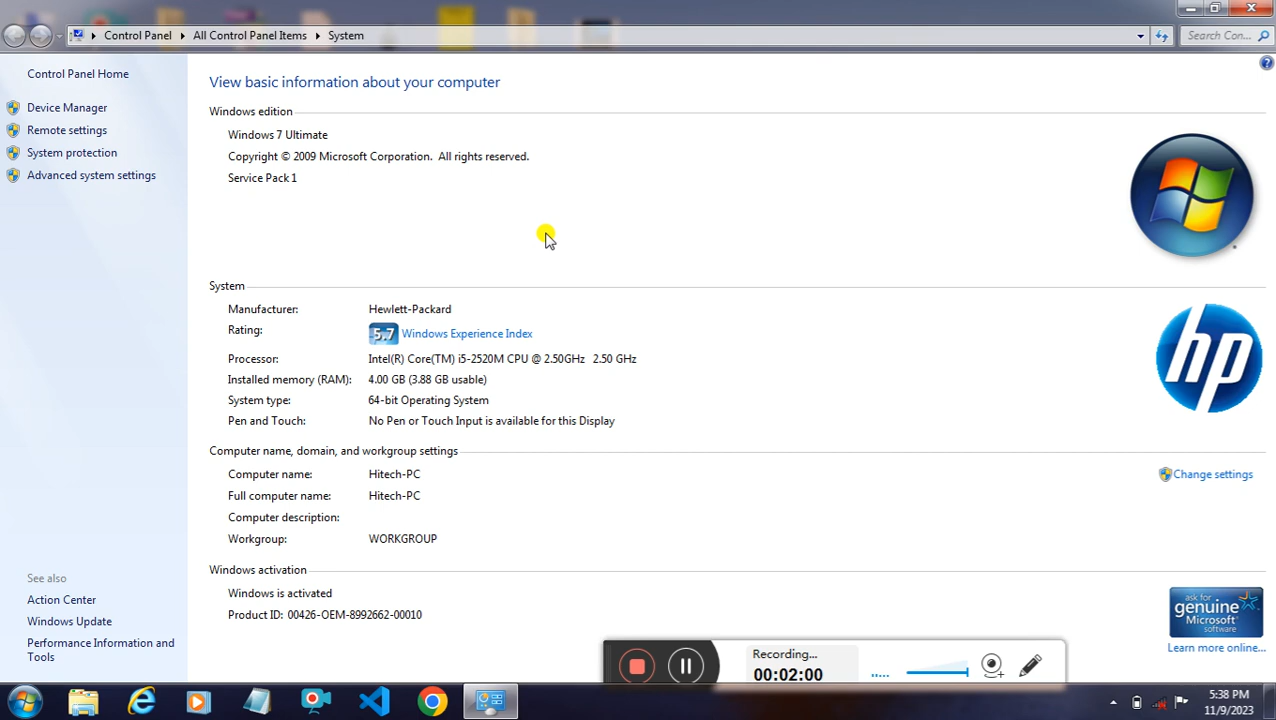 Control Panel All Control Panel Items System
Search Con...
Control Panel Home
Device Manager
Remote settings
System protection
Advanced system settings
View basic information about your computer
Windows edition
Windows 7 Ultimate
Copyright © 2009 Microsoft Corporation. All rights reserved.
Service Pack 1
System
Manufacturer: Hewlett-Packard
Rating: 5.7 Windows Experience Index
Processor: Intel(R) Core(TM) i5-2520M CPU @ 2.50GHz 2.50 GHz
Installed memory (RAM): 4.00 GB (3.88 GB usable)
System type: 64-bit Operating System
Pen and Touch: No Pen or Touch Input is available for this Display
hp
Computer name, domain, and workgroup settings
Computer name: Hitech-PC
Change settings
Full computer name: Hitech-PC
Computer description:
Workgroup: WORKGROUP
Windows activation
Windows is activated
Product ID: 00426-OEM-8992662-00010
ask for
genuine
Microsoft
software
Learn more online...
See also
Action Center
Windows Update
Performance Information and
Tools
Recording...
00:02:00
5:38 PM
11/9/2023